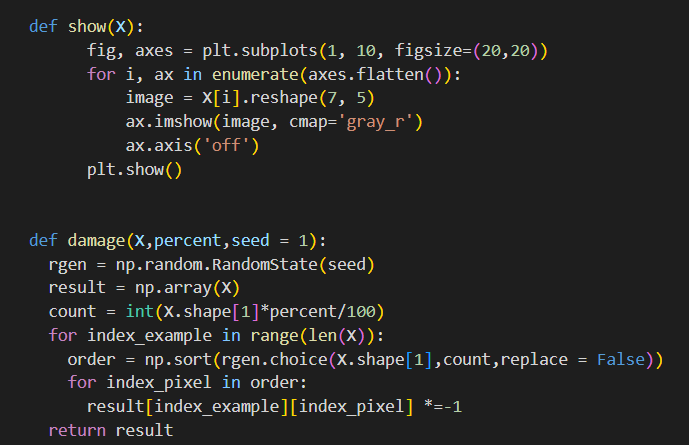 def show(X):
fig, axes = plt.subplots(1, 10, figsize=(20,20))
for i, ax in enumerate(axes.flatten()):
image = X[i].reshape(7, 5)
ax.imshow(image, cmap='gray_r')
ax.axis('off')
plt.show()
def damage(X,percent,seed = 1):
rgen = np.random.RandomState(seed)
result = np.array(X)
count = int(X.shape[1]*percent/100)
for index_example in range(len(X)):
order = np.sort(rgen.choice(X.shape[1],count,replace = False))
for index_pixel in order:
result[index_example][index_pixel] *=-1
return result